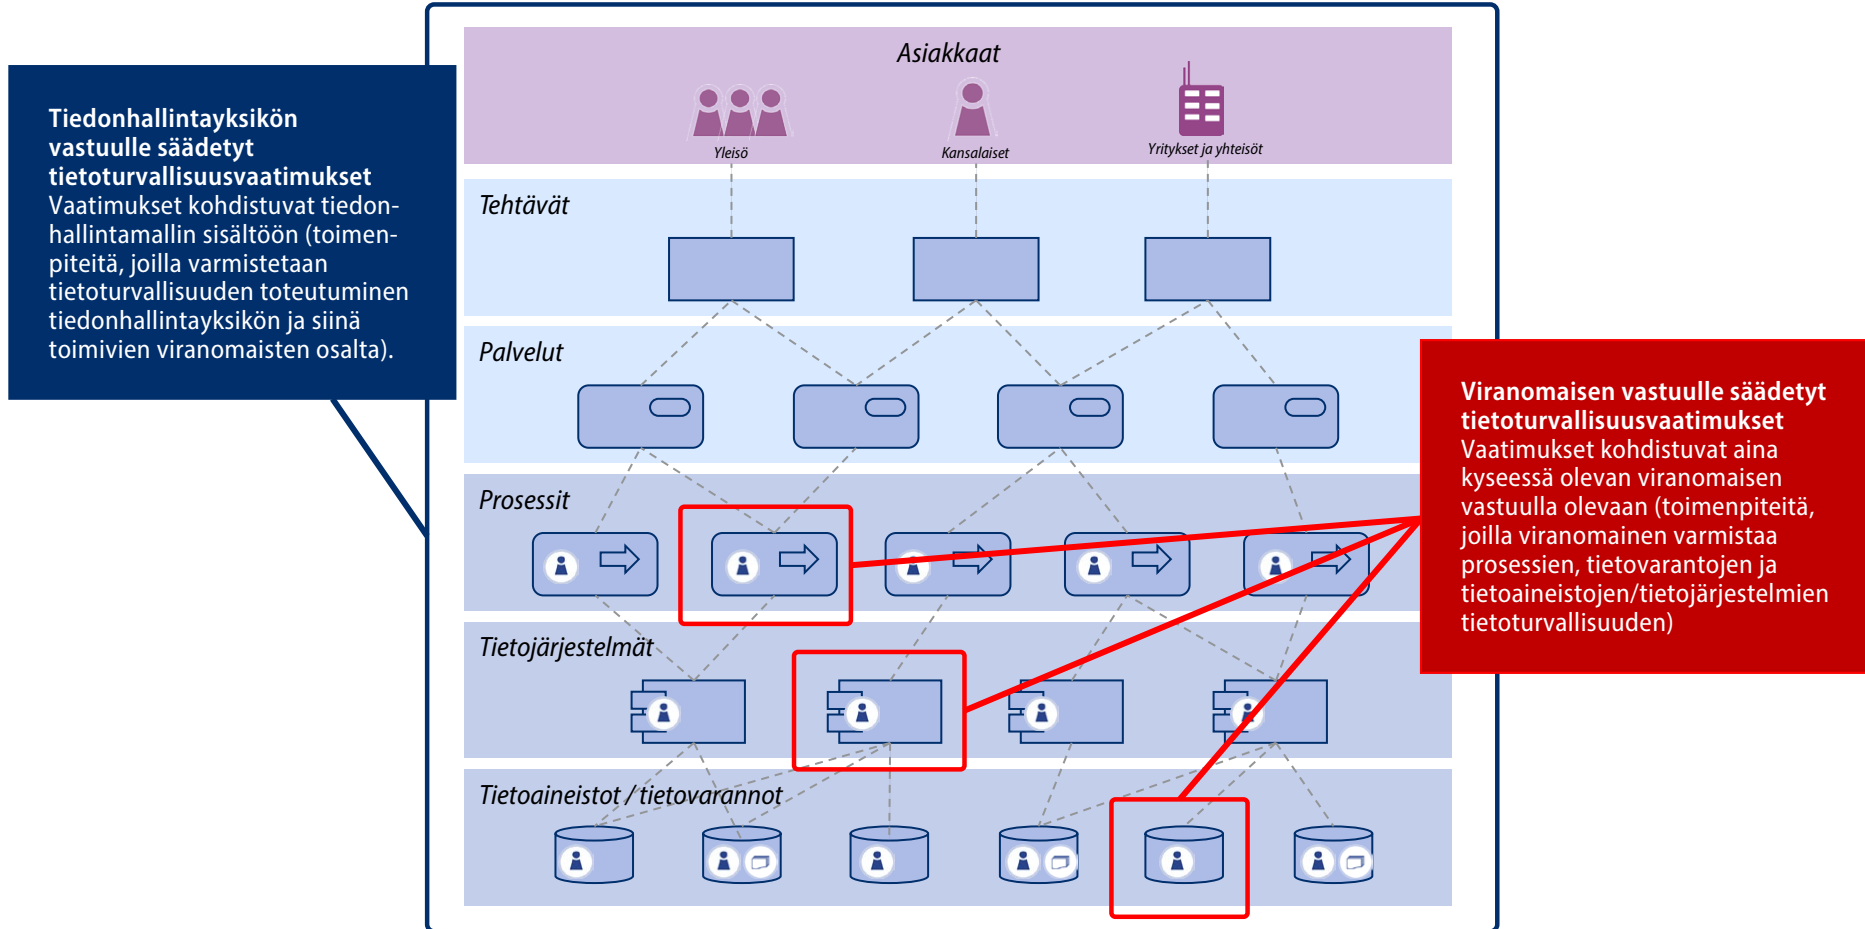 Tiedonhallintayksikön
vastuulle säädetyt
tietoturvallisuusvaatimukset
Vaatimukset kohdistuvat tiedon-
hallintamallin sisältöön (toimen-
piteitä, joilla varmistetaan
tietoturvallisuuden toteutuminen
tiedonhallintayksikön ja siinä
toimivien viranomaisten osalta).
Asiakkaat
Yleisö
Kansalaiset
Yritykset ja yhteisöt
Tehtävät
Palvelut
Prosessit
Tietojärjestelmät
Tietoaineistot / tietovarannot
Viranomaisen vastuulle säädetyt
tietoturvallisuusvaatimukset
Vaatimukset kohdistuvat aina
kyseessä olevan viranomaisen
vastuulla olevaan (toimenpiteitä,
joilla viranomainen varmistaa
prosessien, tietovarantojen ja
tietoaineistojen/tietojärjestelmien
tietoturvallisuuden)